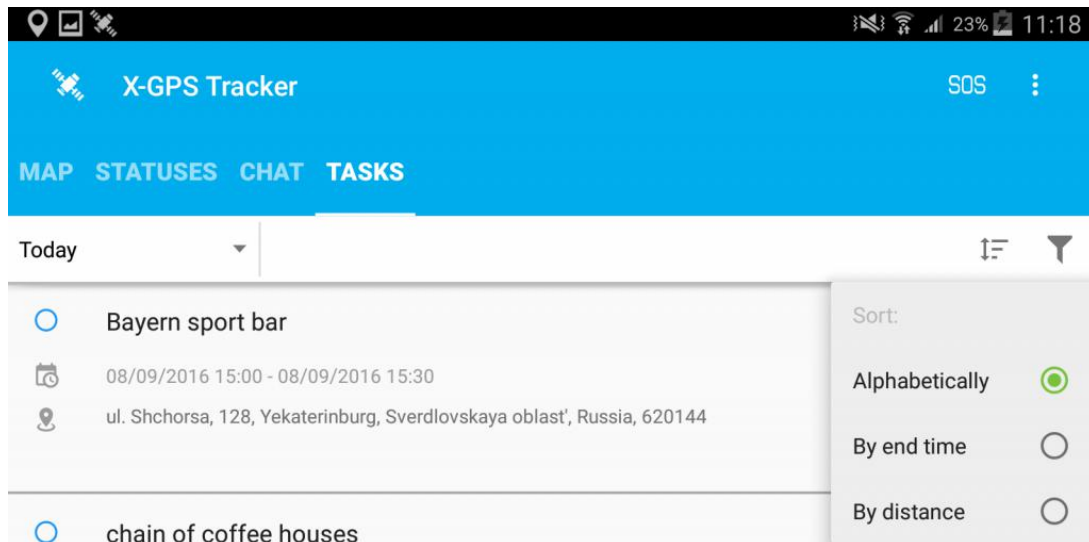 23% 11:18
X-GPS Tracker SOS
MAP STATUSES CHAT TASKS
Today
Bayern sport bar
08/09/2016 15:00 - 08/09/2016 15:30
ul. Shchorsa, 128, Yekaterinburg, Sverdlovskaya oblast', Russia, 620144
chain of coffee houses
Sort:
Alphabetically
By end time
By distance